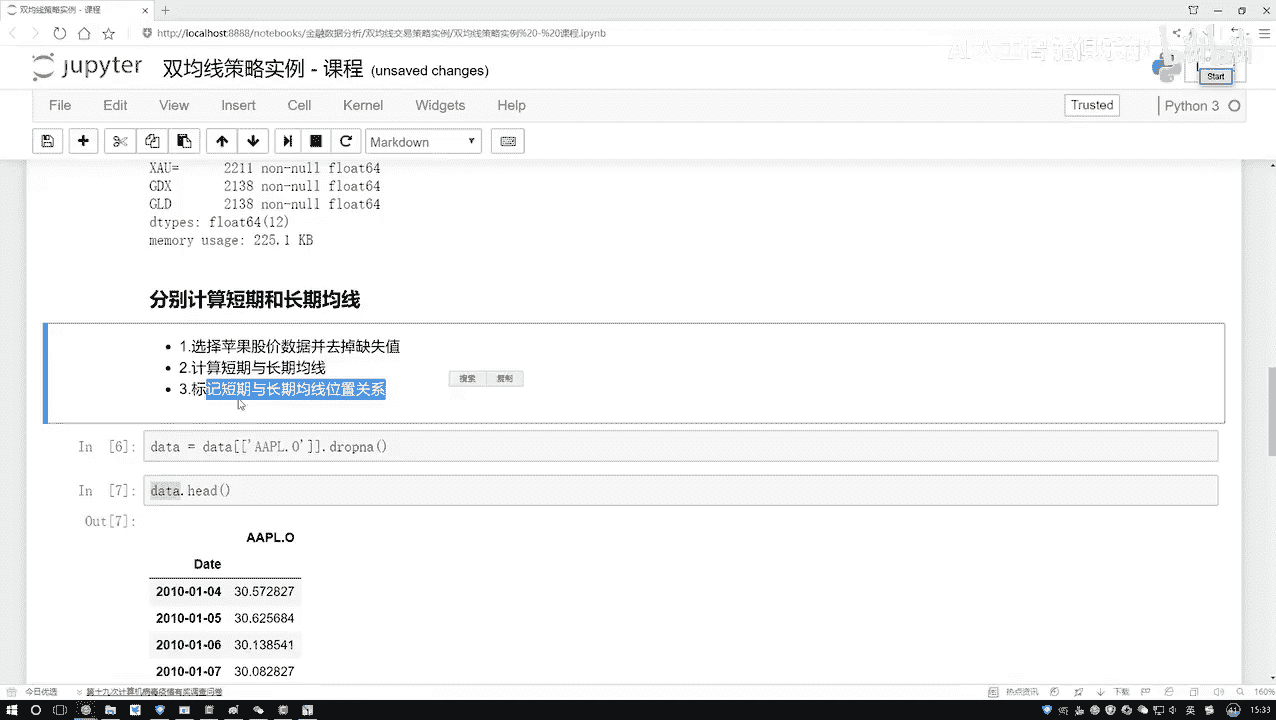 双均线策略实例 - 课程
http://localhost:8888/notebooks/金融数据分析/双均线交易策略实例/双均线策略实例%20-%20课程.ipynb
jupyter 双均线策略实例 - 课程 (unsaved changes)
Start
File Edit View Insert Cell Kernel Widgets Help
Trusted
Python 3
Markdown
XAU= 2211 non-null float64
GDX 2138 non-null float64
GLD 2138 non-null float64
dtypes: float64(12)
memory usage: 225.1 KB
分别计算短期和长期均线
1.选择苹果股价数据并去掉缺失值
2.计算短期与长期均线
3.标记短期与长期均线位置关系
搜索 复制
In [6]: data = data[['AAPL.O']].dropna()
In [7]: data.head()
Out[7]:
AAPL.O
Date
2010-01-04 30.572827
2010-01-05 30.625684
2010-01-06 30.138541
2010-01-07 30.082827
今日优选 第十九次计算机病毒疫情有奖调查问卷
热点资讯 下载 160%
英 15:33